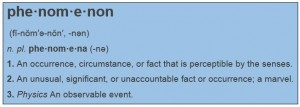 phe·nom·e·non
(fĭ-nŏm′ə-nŏn′, -nən)
n. pl. phe·nom·e·na (-nə)
1. An occurrence, circumstance, or fact that is perceptible by the senses.
2. An unusual, significant, or unaccountable fact or occurrence; a marvel.
3. Physics An observable event.